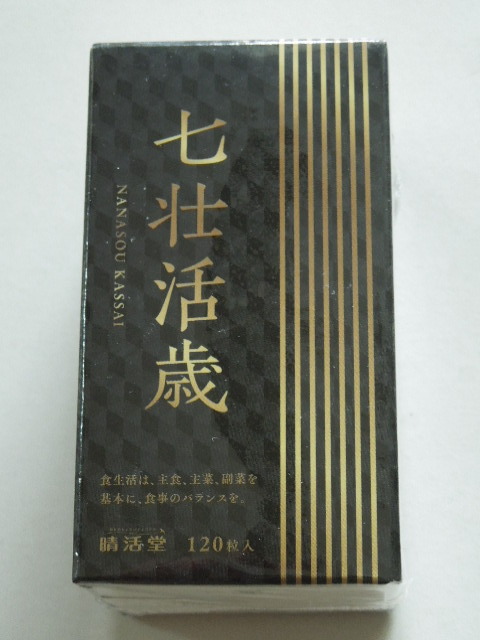 七壮活歳
NANASOU KASSAI
食生活は、主食、主菜、副菜を
基本に、食事のバランスを。
晴活堂 120粒入